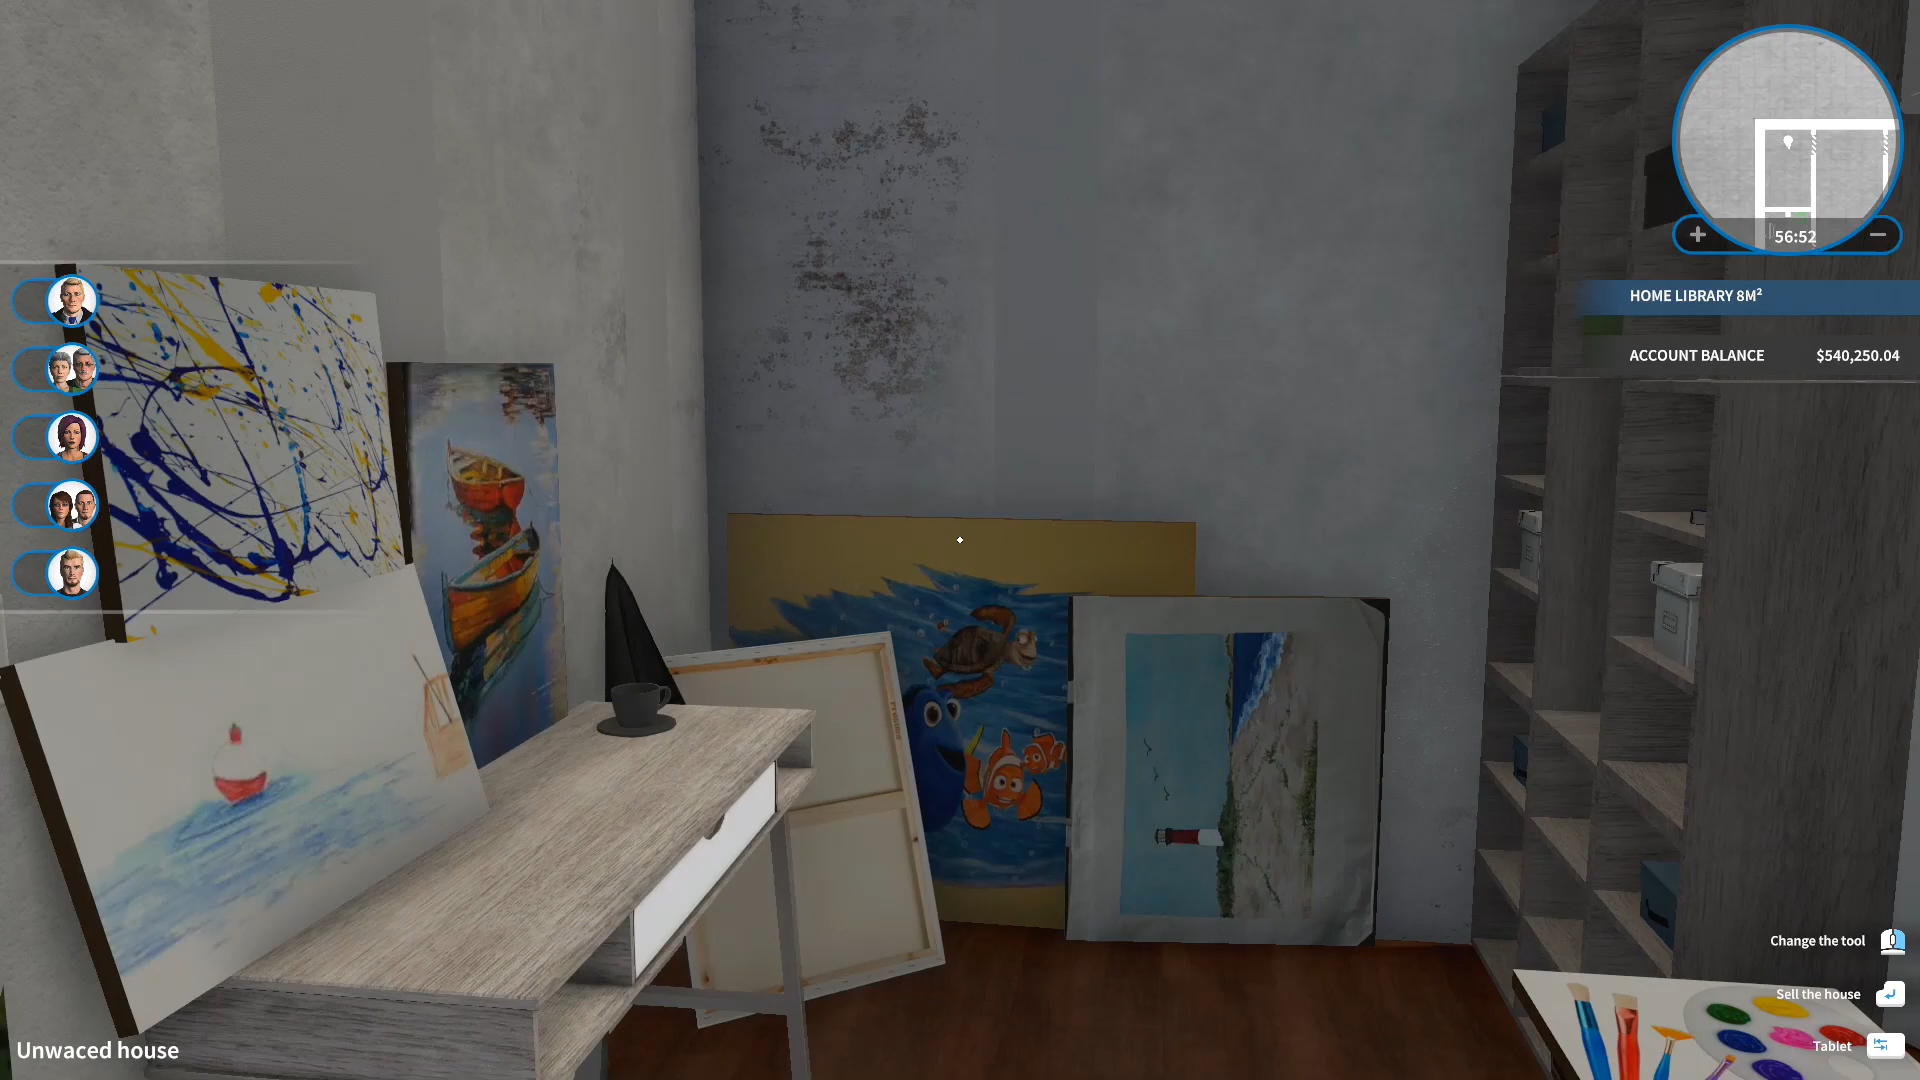 56:52
HOME LIBRARY 8M²
ACCOUNT BALANCE $540,250.04
Change the tool
Sell the house
Tablet
Unwaced house